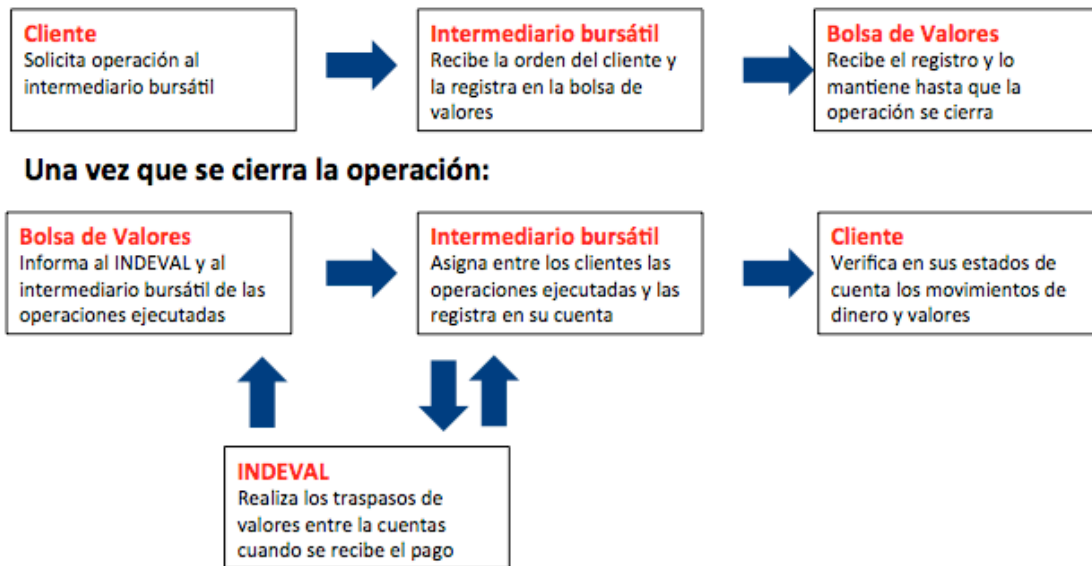 Cliente
Solicita operación al
intermediario bursátil
Intermediario bursátil
Recibe la orden del cliente y
la registra en la bolsa de
valores
Bolsa de Valores
Recibe el registro y lo
mantiene hasta que la
operación se cierra
Una vez que se cierra la operación:
Bolsa de Valores
Informa al INDEVAL y al
intermediario bursátil de las
operaciones ejecutadas
Intermediario bursátil
Asigna entre los clientes las
operaciones ejecutadas y las
registra en su cuenta
Cliente
Verifica en sus estados de
cuenta los movimientos de
dinero y valores
INDEVAL
Realiza los traspasos de
valores entre la cuentas
cuando se recibe el pago